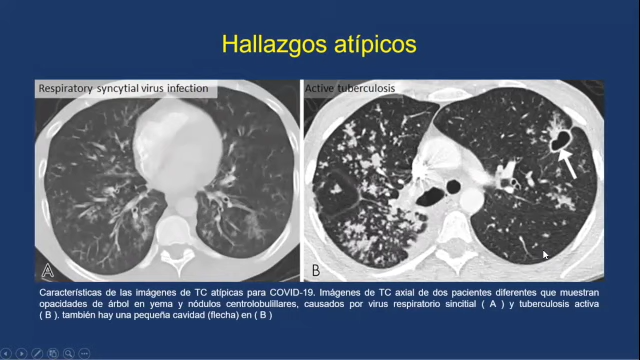 Hallazgos atípicos
Respiratory syncytial virus infection
Active tuberculosis
A
B
Características de las imágenes de TC atípicas para COVID-19. Imágenes de TC axial de dos pacientes diferentes que muestran
opacidades de árbol en yema y nódulos centrolobulillares, causados por virus respiratorio sincitial ( A ) y tuberculosis activa
( B ). también hay una pequeña cavidad (flecha) en ( B )